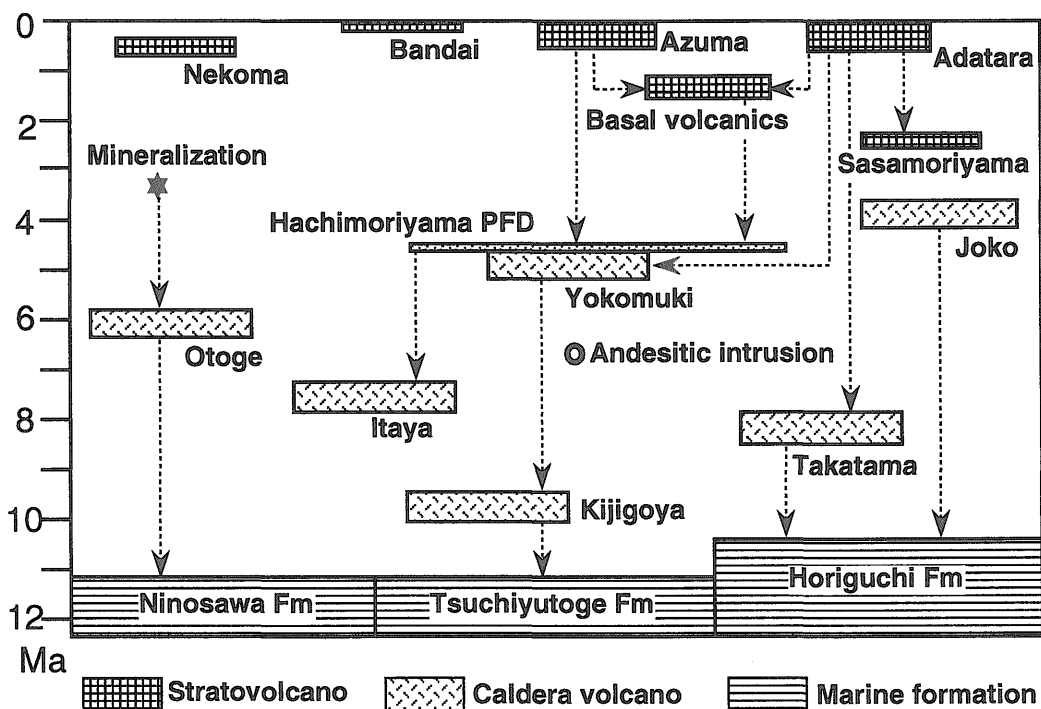 0
Nekoma
Bandai
Azuma
Adatara
Basal volcanics
2
Mineralization
Sasamoriyama
4
Hachimoriyama PFD
Joko
Yokomuki
6
Otoge
Andesitic intrusion
8
Itaya
Takatama
10
Kijigoya
Horiguchi Fm
12
Ninosawa Fm
Tsuchiyutoge Fm
Ma
Stratovolcano
Caldera volcano
Marine formation